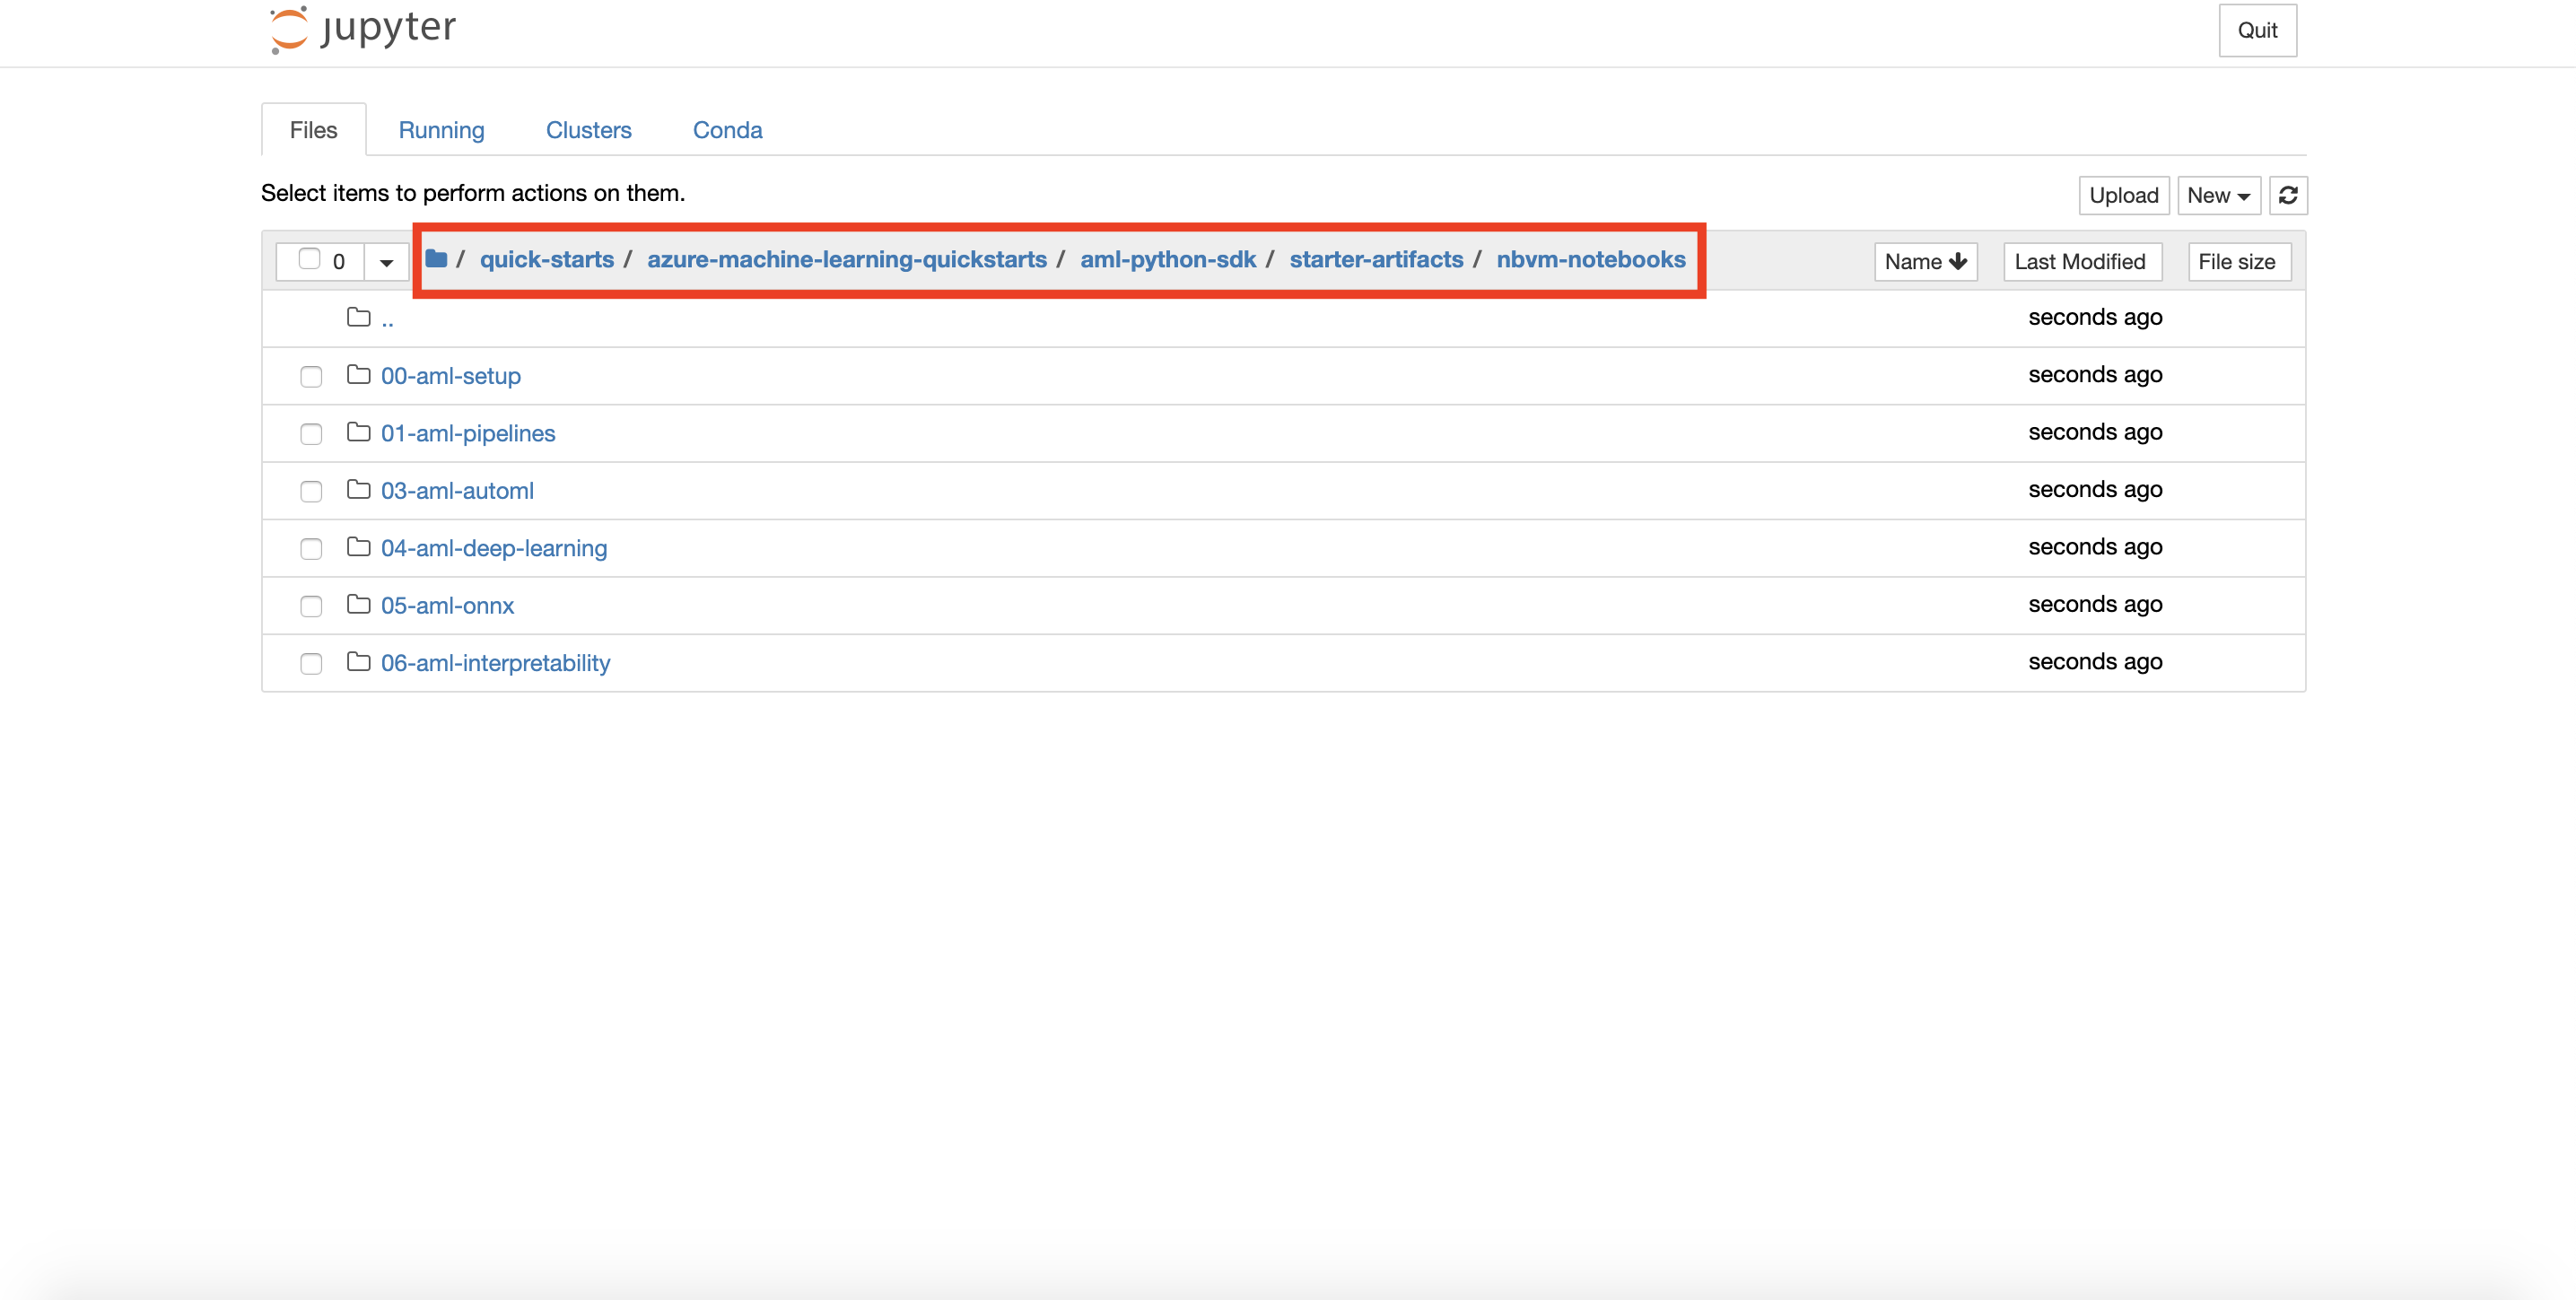 jupyter Quit
Files Running Clusters Conda
Select items to perform actions on them. Upload New
0 / quick-starts / azure-machine-learning-quickstarts / aml-python-sdk / starter-artifacts / nbvm-notebooks Name Last Modified File size
.. seconds ago
00-aml-setup seconds ago
01-aml-pipelines seconds ago
03-aml-automl seconds ago
04-aml-deep-learning seconds ago
05-aml-onnx seconds ago
06-aml-interpretability seconds ago